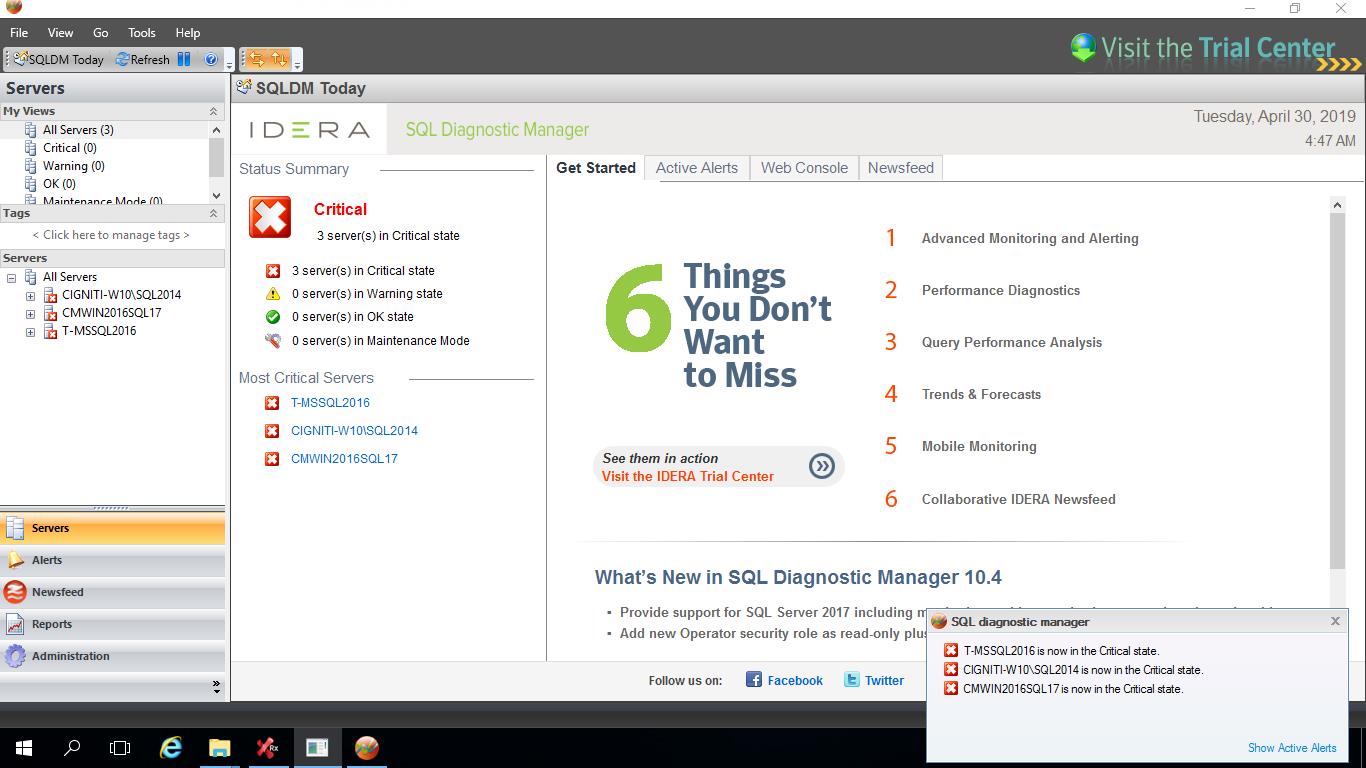 File View Go Tools Help
Visit the Trial Center
SQLDM Today Refresh
Servers
My Views
All Servers (3)
Critical (0)
Warning (0)
OK (0)
Maintenance Mode (0)
Tags
< Click here to manage tags >
Servers
All Servers
CIGNITI-W10\SQL2014
CMWIN2016SQL17
T-MSSQL2016
Servers
Alerts
Newsfeed
Reports
Administration
SQLDM Today
IDERA SQL Diagnostic Manager
Tuesday, April 30, 2019
4:47 AM
Status Summary
Critical
3 server(s) in Critical state
3 server(s) in Critical state
0 server(s) in Warning state
0 server(s) in OK state
0 server(s) in Maintenance Mode
Most Critical Servers
T-MSSQL2016
CIGNITI-W10\SQL2014
CMWIN2016SQL17
Get Started Active Alerts Web Console Newsfeed
6 Things
You Don't
Want
to Miss
See them in action
Visit the IDERA Trial Center
1 Advanced Monitoring and Alerting
2 Performance Diagnostics
3 Query Performance Analysis
4 Trends & Forecasts
5 Mobile Monitoring
6 Collaborative IDERA Newsfeed
What's New in SQL Diagnostic Manager 10.4
▪ Provide support for SQL Server 2017 including
▪ Add new Operator security role as read-only plus
Follow us on: Facebook Twitter
SQL diagnostic manager
T-MSSQL2016 is now in the Critical state.
CIGNITI-W10\SQL2014 is now in the Critical state.
CMWIN2016SQL17 is now in the Critical state.
Show Active Alerts
Rx